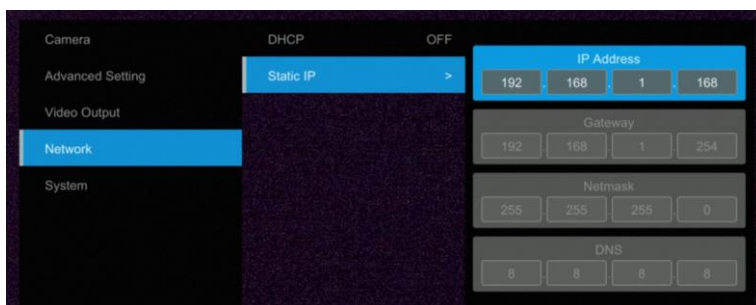 Camera
Advanced Setting
Video Output
Network
System
DHCP OFF
Static IP >
IP Address
192 . 168 . 1 . 168
Gateway
192 . 168 . 1 . 254
Netmask
255 . 255 . 255 . 0
DNS
8 . 8 . 8 . 8